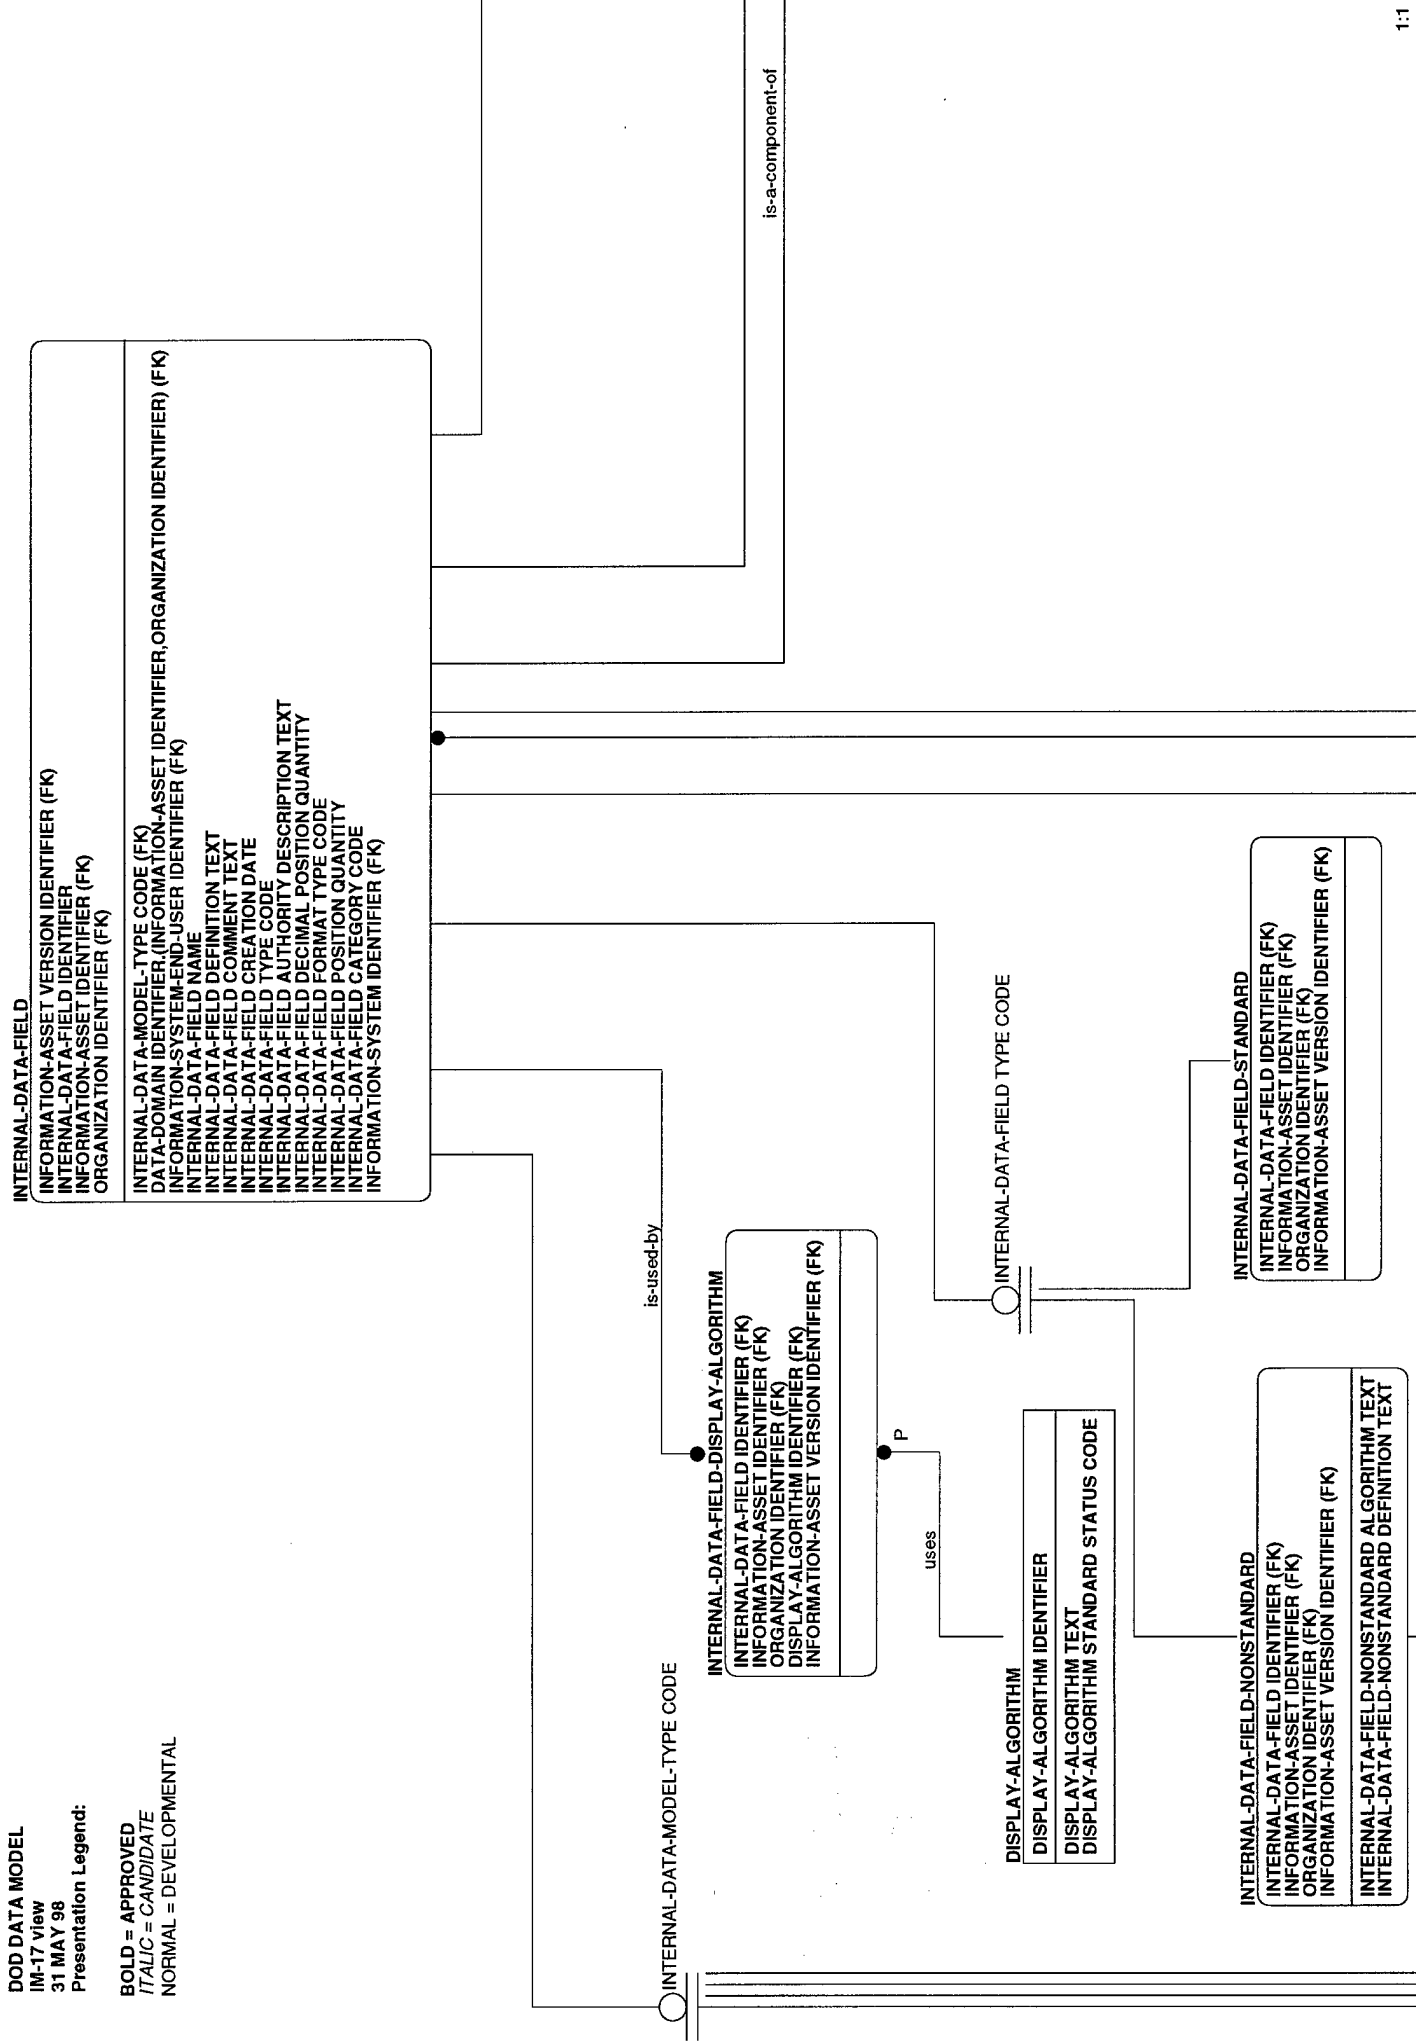 DOD DATA MODEL
IM-17 view
31 MAY 98
Presentation Legend:
BOLD = APPROVED
ITALIC = CANDIDATE
NORMAL = DEVELOPMENTAL
INTERNAL-DATA-FIELD
INFORMATION-ASSET VERSION IDENTIFIER (FK)
INTERNAL-DATA-FIELD IDENTIFIER
INFORMATION-ASSET IDENTIFIER (FK)
ORGANIZATION IDENTIFIER (FK)
INTERNAL-DATA-MODEL-TYPE CODE (FK)
DATA-DOMAIN IDENTIFIER.(INFORMATION-ASSET IDENTIFIER,ORGANIZATION IDENTIFIER) (FK)
INFORMATION-SYSTEM-END-USER IDENTIFIER (FK)
INTERNAL-DATA-FIELD NAME
INTERNAL-DATA-FIELD DEFINITION TEXT
INTERNAL-DATA-FIELD COMMENT TEXT
INTERNAL-DATA-FIELD CREATION DATE
INTERNAL-DATA-FIELD TYPE CODE
INTERNAL-DATA-FIELD AUTHORITY DESCRIPTION TEXT
INTERNAL-DATA-FIELD DECIMAL POSITION QUANTITY
INTERNAL-DATA-FIELD FORMAT TYPE CODE
INTERNAL-DATA-FIELD POSITION QUANTITY
INTERNAL-DATA-FIELD CATEGORY CODE
INFORMATION-SYSTEM IDENTIFIER (FK)
is-a-component-of
is-used-by
INTERNAL-DATA-MODEL-TYPE CODE
INTERNAL-DATA-FIELD-DISPLAY-ALGORITHM
INTERNAL-DATA-FIELD IDENTIFIER (FK)
INFORMATION-ASSET IDENTIFIER (FK)
ORGANIZATION IDENTIFIER (FK)
DISPLAY-ALGORITHM IDENTIFIER (FK)
INFORMATION-ASSET VERSION IDENTIFIER (FK)
P
uses
DISPLAY-ALGORITHM
DISPLAY-ALGORITHM IDENTIFIER
DISPLAY-ALGORITHM TEXT
DISPLAY-ALGORITHM STANDARD STATUS CODE
INTERNAL-DATA-FIELD TYPE CODE
INTERNAL-DATA-FIELD-NONSTANDARD
INTERNAL-DATA-FIELD IDENTIFIER (FK)
INFORMATION-ASSET IDENTIFIER (FK)
ORGANIZATION IDENTIFIER (FK)
INFORMATION-ASSET VERSION IDENTIFIER (FK)
INTERNAL-DATA-FIELD-NONSTANDARD ALGORITHM TEXT
INTERNAL-DATA-FIELD-NONSTANDARD DEFINITION TEXT
INTERNAL-DATA-FIELD-STANDARD
INTERNAL-DATA-FIELD IDENTIFIER (FK)
INFORMATION-ASSET IDENTIFIER (FK)
ORGANIZATION IDENTIFIER (FK)
INFORMATION-ASSET VERSION IDENTIFIER (FK)
1:1